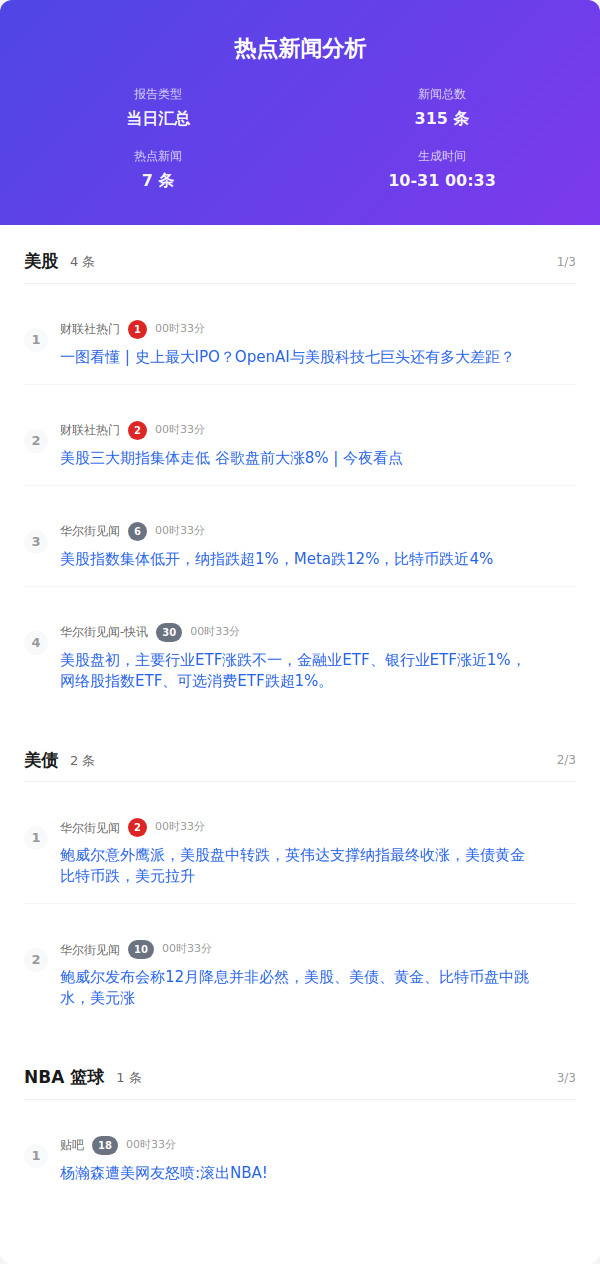 热点新闻分析
报告类型
新闻总数
当日汇总
315 条
热点新闻
生成时间
7 条
10-31 00:33
美股 4 条 1/3
1 财联社热门 1 00时33分
一图看懂 | 史上最大IPO？OpenAI与美股科技七巨头还有多大差距？
2 财联社热门 2 00时33分
美股三大期指集体走低 谷歌盘前大涨8% | 今夜看点
3 华尔街见闻 6 00时33分
美股指数集体低开，纳指跌超1%，Meta跌12%，比特币跌近4%
4 华尔街见闻-快讯 30 00时33分
美股盘初，主要行业ETF涨跌不一，金融业ETF、银行业ETF涨近1%，
网络股指数ETF、可选消费ETF跌超1%。
美债 2 条 2/3
1 华尔街见闻 2 00时33分
鲍威尔意外鹰派，美股盘中转跌，英伟达支撑纳指最终收涨，美债黄金
比特币跌，美元拉升
2 华尔街见闻 10 00时33分
鲍威尔发布会称12月降息并非必然，美股、美债、黄金、比特币盘中跳
水，美元涨
NBA 篮球 1 条 3/3
1 贴吧 18 00时33分
杨瀚森遭美网友怒喷:滚出NBA!